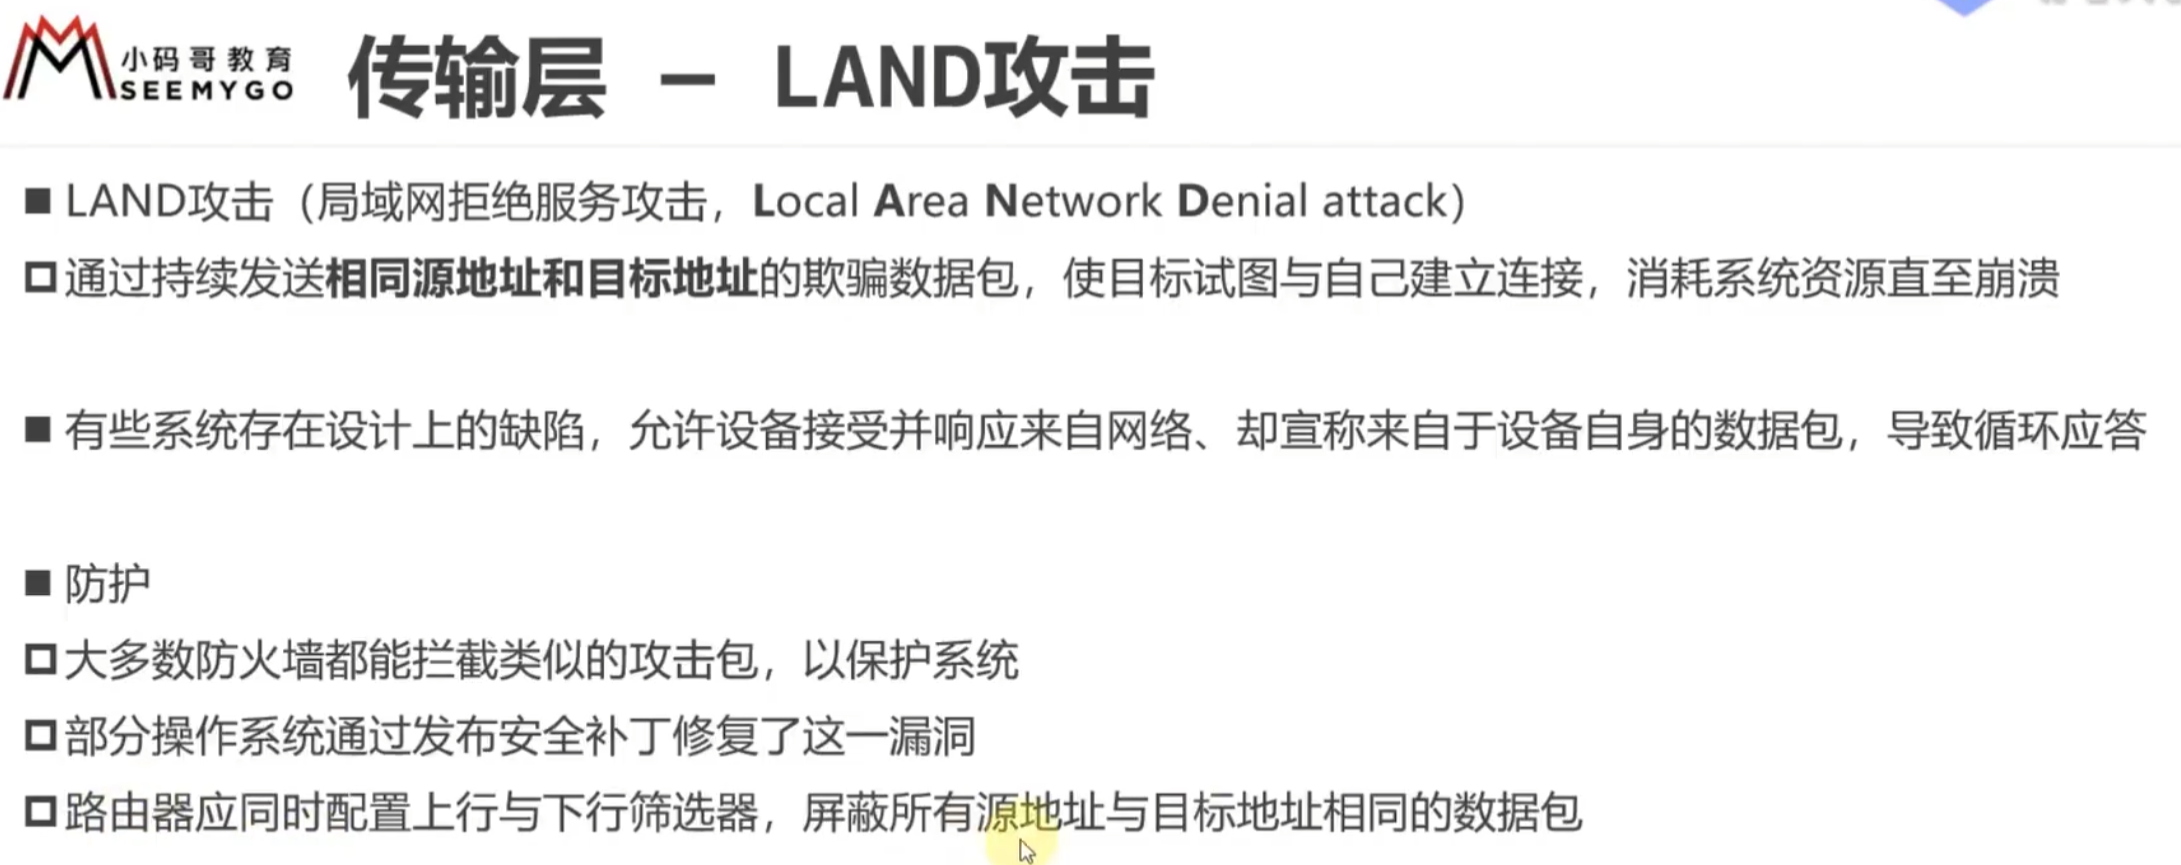 小码哥教育
SEEMYGO
传输层 – LAND攻击
■ LAND攻击（局域网拒绝服务攻击，Local Area Network Denial attack）
□ 通过持续发送相同源地址和目标地址的欺骗数据包，使目标试图与自己建立连接，消耗系统资源直至崩溃
■ 有些系统存在设计上的缺陷，允许设备接受并响应来自网络、却宣称来自于设备自身的数据包，导致循环应答
■ 防护
□ 大多数防火墙都能拦截类似的攻击包，以保护系统
□ 部分操作系统通过发布安全补丁修复了这一漏洞
□ 路由器应同时配置上行与下行筛选器，屏蔽所有源地址与目标地址相同的数据包